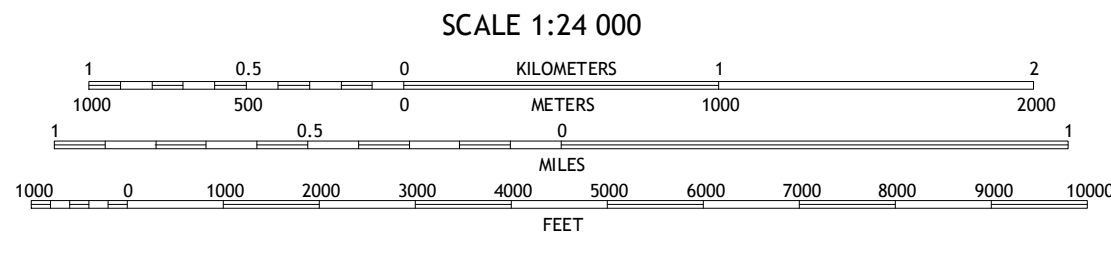 SCALE 1:24 000
1 0.5 0 KILOMETERS 1 2
1000 500 0 METERS 1000 2000
1 0.5 0 1
MILES
1000 0 1000 2000 3000 4000 5000 6000 7000 8000 9000 10000
FEET